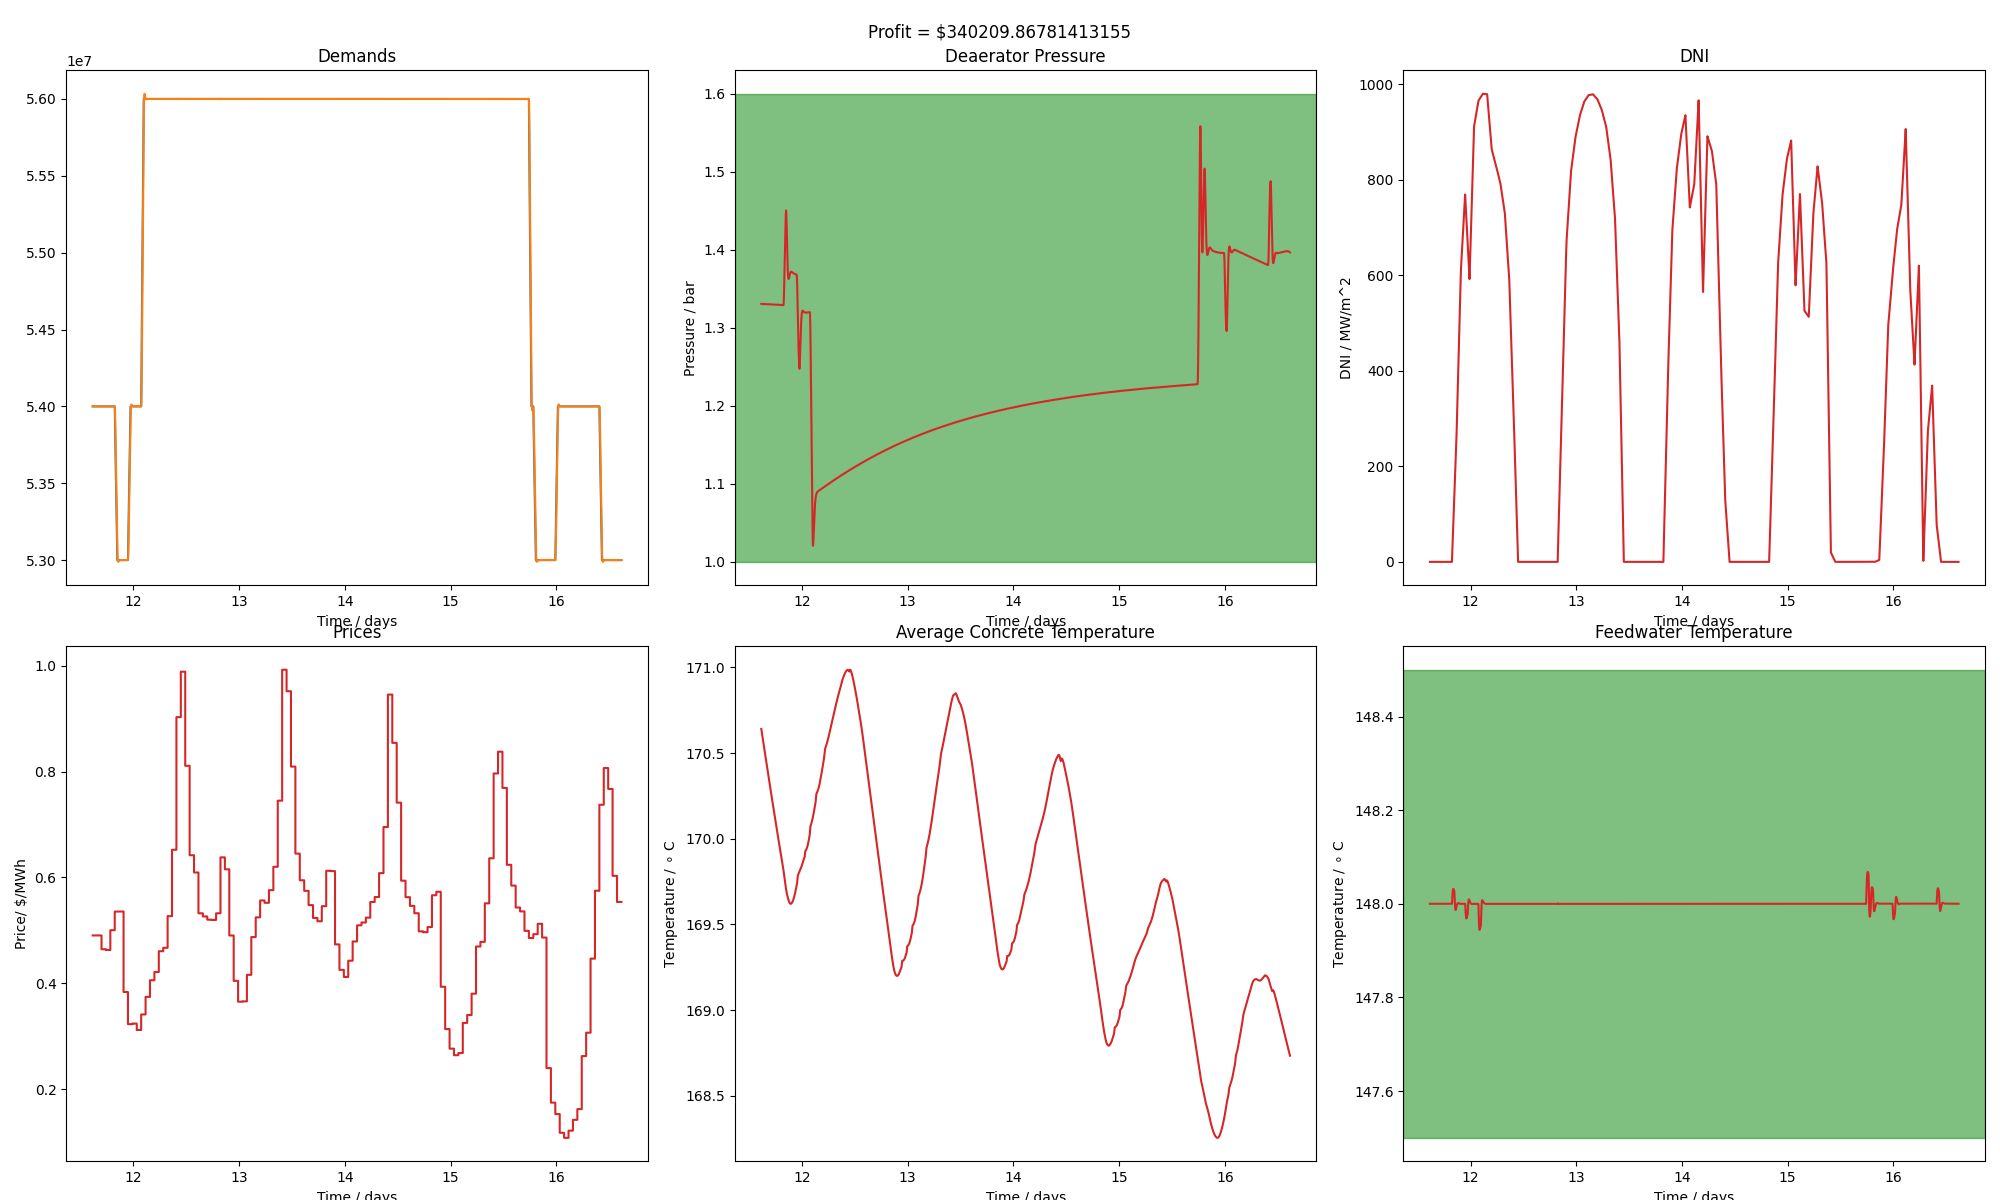 Profit = $340209.86781413155
Demands
1e7
5.60
5.55
5.50
5.45
5.40
5.35
5.30
12 13 14 15 16
Time / days
Deaerator Pressure
Pressure / bar
1.6
1.5
1.4
1.3
1.2
1.1
1.0
12 13 14 15 16
Time / days
DNI
DNI / MW/m^2
1000
800
600
400
200
0
12 13 14 15 16
Time / days
Prices
Price/ $/MWh
1.0
0.8
0.6
0.4
0.2
12 13 14 15 16
Time / days
Average Concrete Temperature
Temperature / ∘ C
171.0
170.5
170.0
169.5
169.0
168.5
12 13 14 15 16
Time / days
Feedwater Temperature
Temperature / ∘ C
148.4
148.2
148.0
147.8
147.6
12 13 14 15 16
Time / days